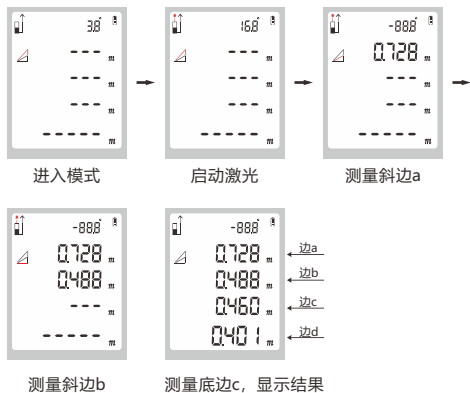 3.8°
--- m
--- m
--- m
----- m
进入模式
16.8°
--- m
--- m
--- m
----- m
启动激光
-88.8°
0.728 m
--- m
--- m
----- m
测量斜边a
-88.8°
0.728 m
0.488 m
--- m
----- m
测量斜边b
-88.8°
0.728 m
0.488 m
0.460 m
0.401 m
边a
边b
边c
边d
测量底边c，显示结果